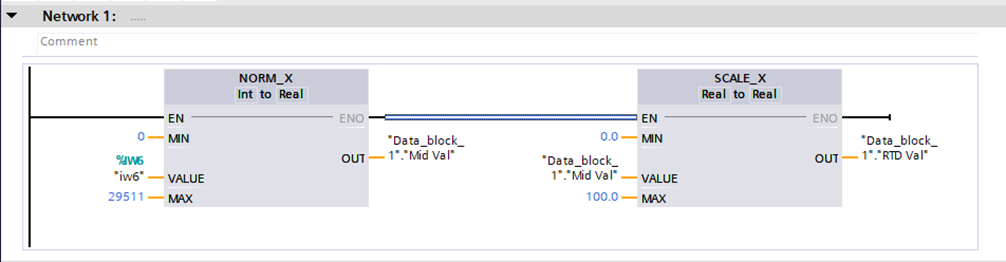 Network 1: .....
Comment
NORM_X
Int to Real
EN
ENO
0
MIN
%IW6
"iw6"
VALUE
29511
MAX
OUT
"Data_block_
1"."Mid Val"
SCALE_X
Real to Real
EN
ENO
0.0
MIN
"Data_block_
1"."Mid Val"
VALUE
100.0
MAX
OUT
"Data_block_
1"."RTD Val"